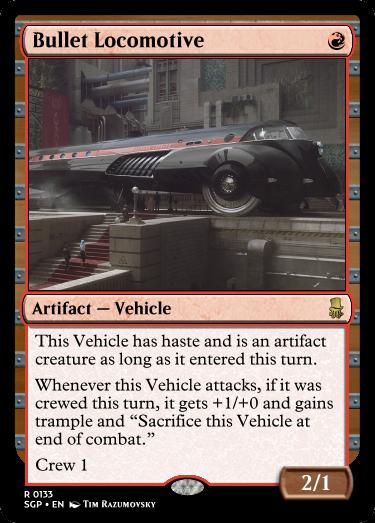 Bullet Locomotive
Artifact — Vehicle
This Vehicle has haste and is an artifact
creature as long as it entered this turn.
Whenever this Vehicle attacks, if it was
crewed this turn, it gets +1/+0 and gains
trample and “Sacrifice this Vehicle at
end of combat.”
Crew 1
2/1
R 0133
SGP • EN Tim Razumovsky